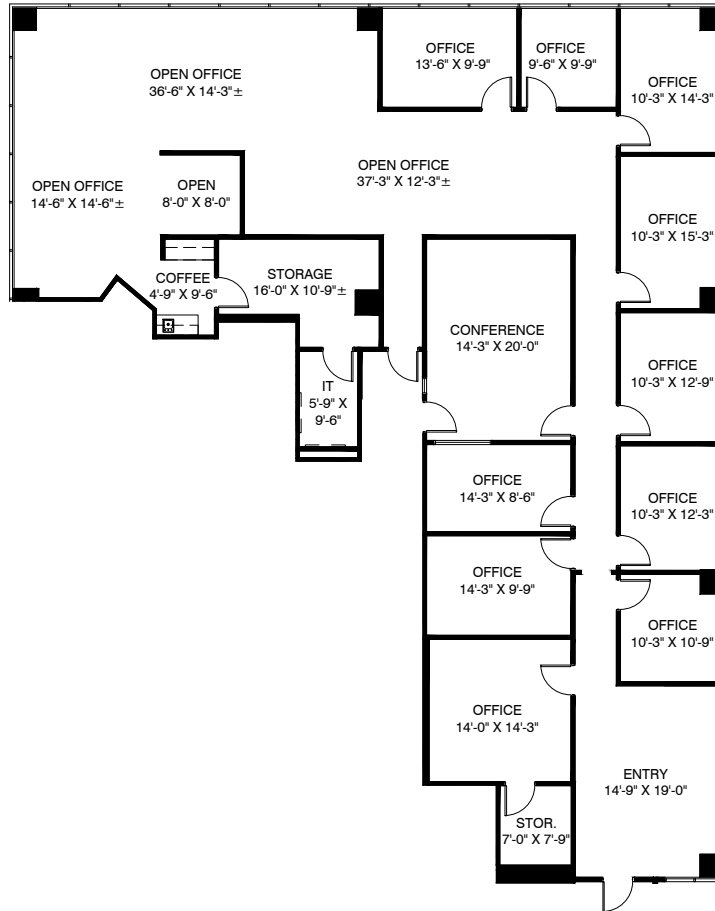 OFFICE
13'-6" X 9'-9"
OFFICE
9'-6" X 9'-9"
OFFICE
10'-3" X 14'-3"
OPEN OFFICE
36'-6" X 14'-3"±
OPEN OFFICE
37'-3" X 12'-3"±
OPEN OFFICE
14'-6" X 14'-6"±
OPEN
8'-0" X 8'-0"
OFFICE
10'-3" X 15'-3"
COFFEE
4'-9" X 9'-6"
STORAGE
16'-0" X 10'-9"±
CONFERENCE
14'-3" X 20'-0"
OFFICE
10'-3" X 12'-9"
IT
5'-9" X
9'-6"
OFFICE
14'-3" X 8'-6"
OFFICE
10'-3" X 12'-3"
OFFICE
14'-3" X 9'-9"
OFFICE
10'-3" X 10'-9"
OFFICE
14'-0" X 14'-3"
ENTRY
14'-9" X 19'-0"
STOR.
7'-0" X 7'-9"